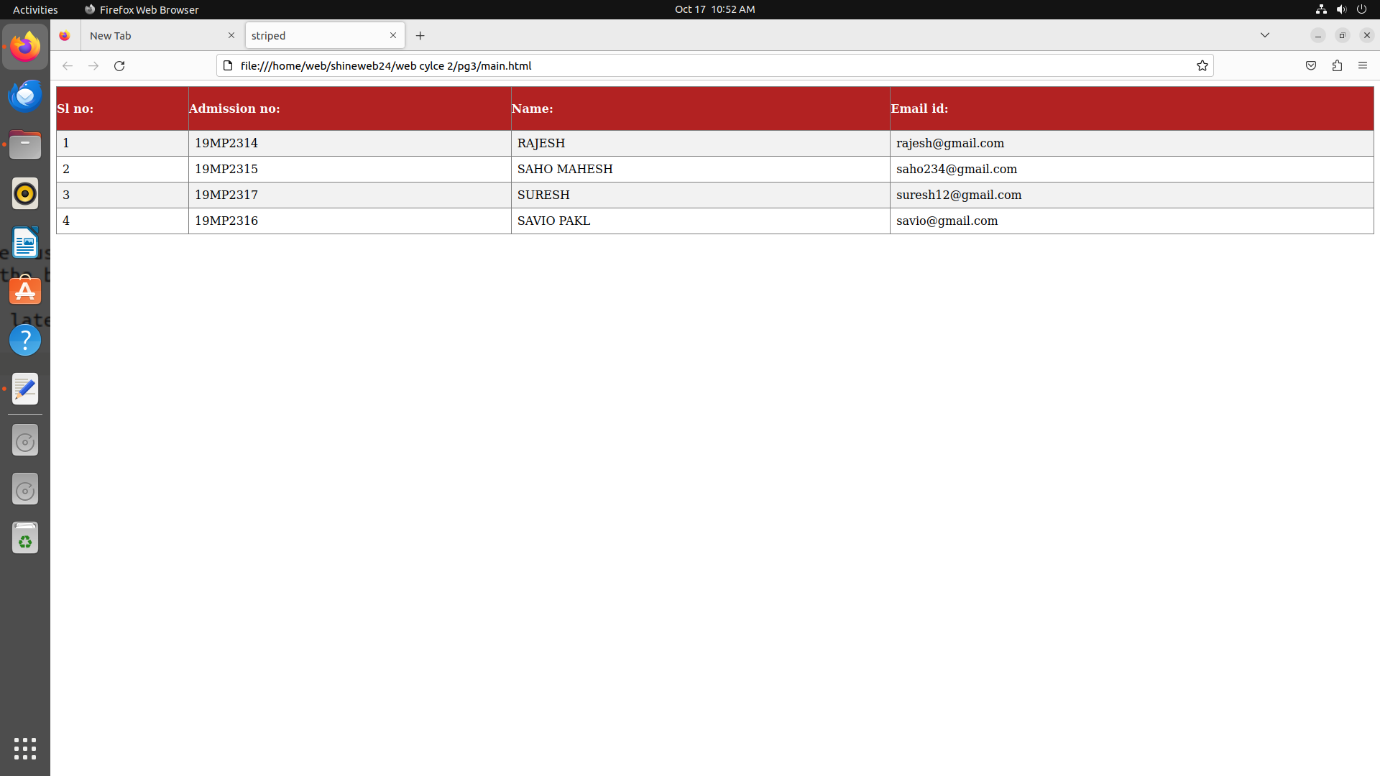 Activities Firefox Web Browser Oct 17 10:52 AM
New Tab striped
file:///home/web/shineweb24/web cylce 2/pg3/main.html
Sl no: Admission no: Name: Email id:
1 19MP2314 RAJESH rajesh@gmail.com
2 19MP2315 SAHO MAHESH saho234@gmail.com
3 19MP2317 SURESH suresh12@gmail.com
4 19MP2316 SAVIO PAKL savio@gmail.com